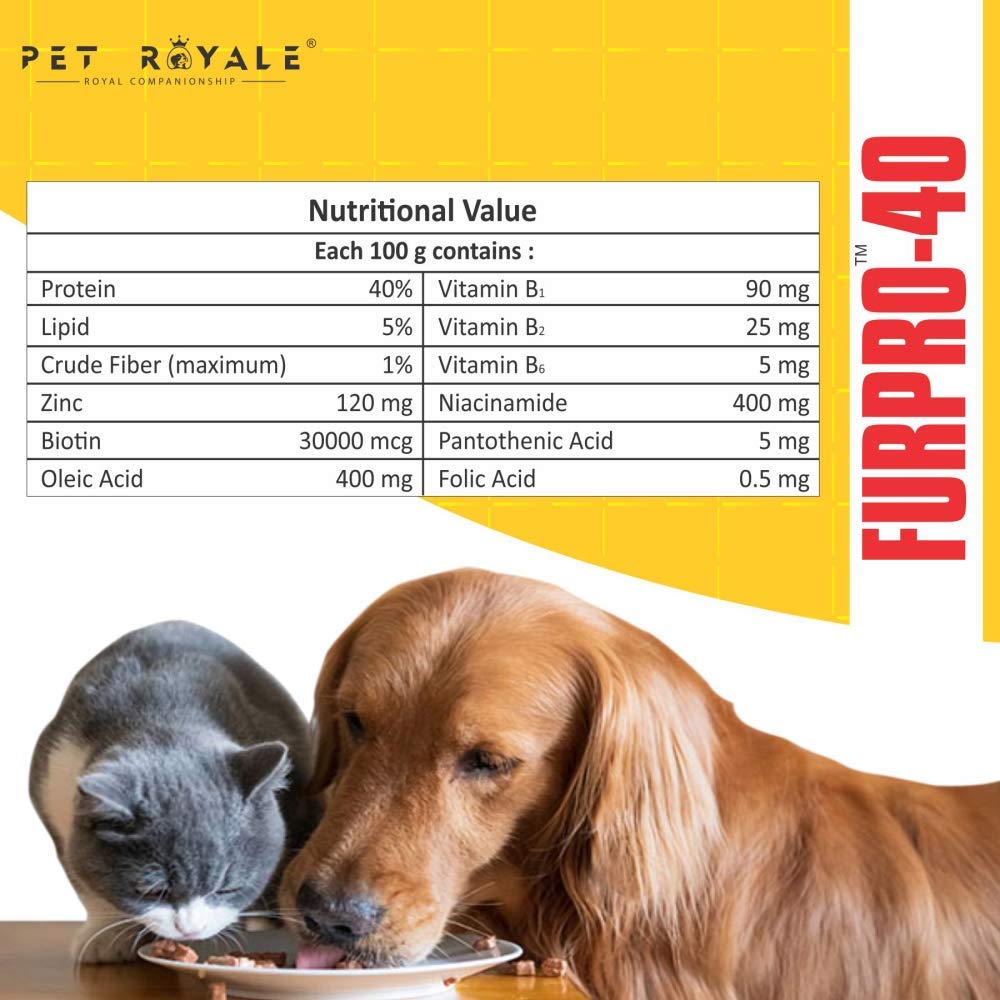 PET ROYALE®
ROYAL COMPANIONSHIP
Nutritional Value
Each 100 g contains :
Protein 40% Vitamin B₁ 90 mg
Lipid 5% Vitamin B₂ 25 mg
Crude Fiber (maximum) 1% Vitamin B₆ 5 mg
Zinc 120 mg Niacinamide 400 mg
Biotin 30000 mcg Pantothenic Acid 5 mg
Oleic Acid 400 mg Folic Acid 0.5 mg
FURPRO™-40